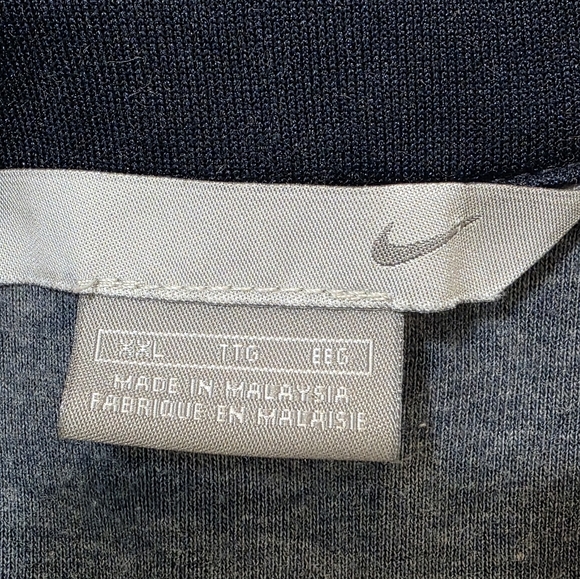 XXL TTG EEG
MADE IN MALAYSIA
FABRIQUE EN MALAISIE